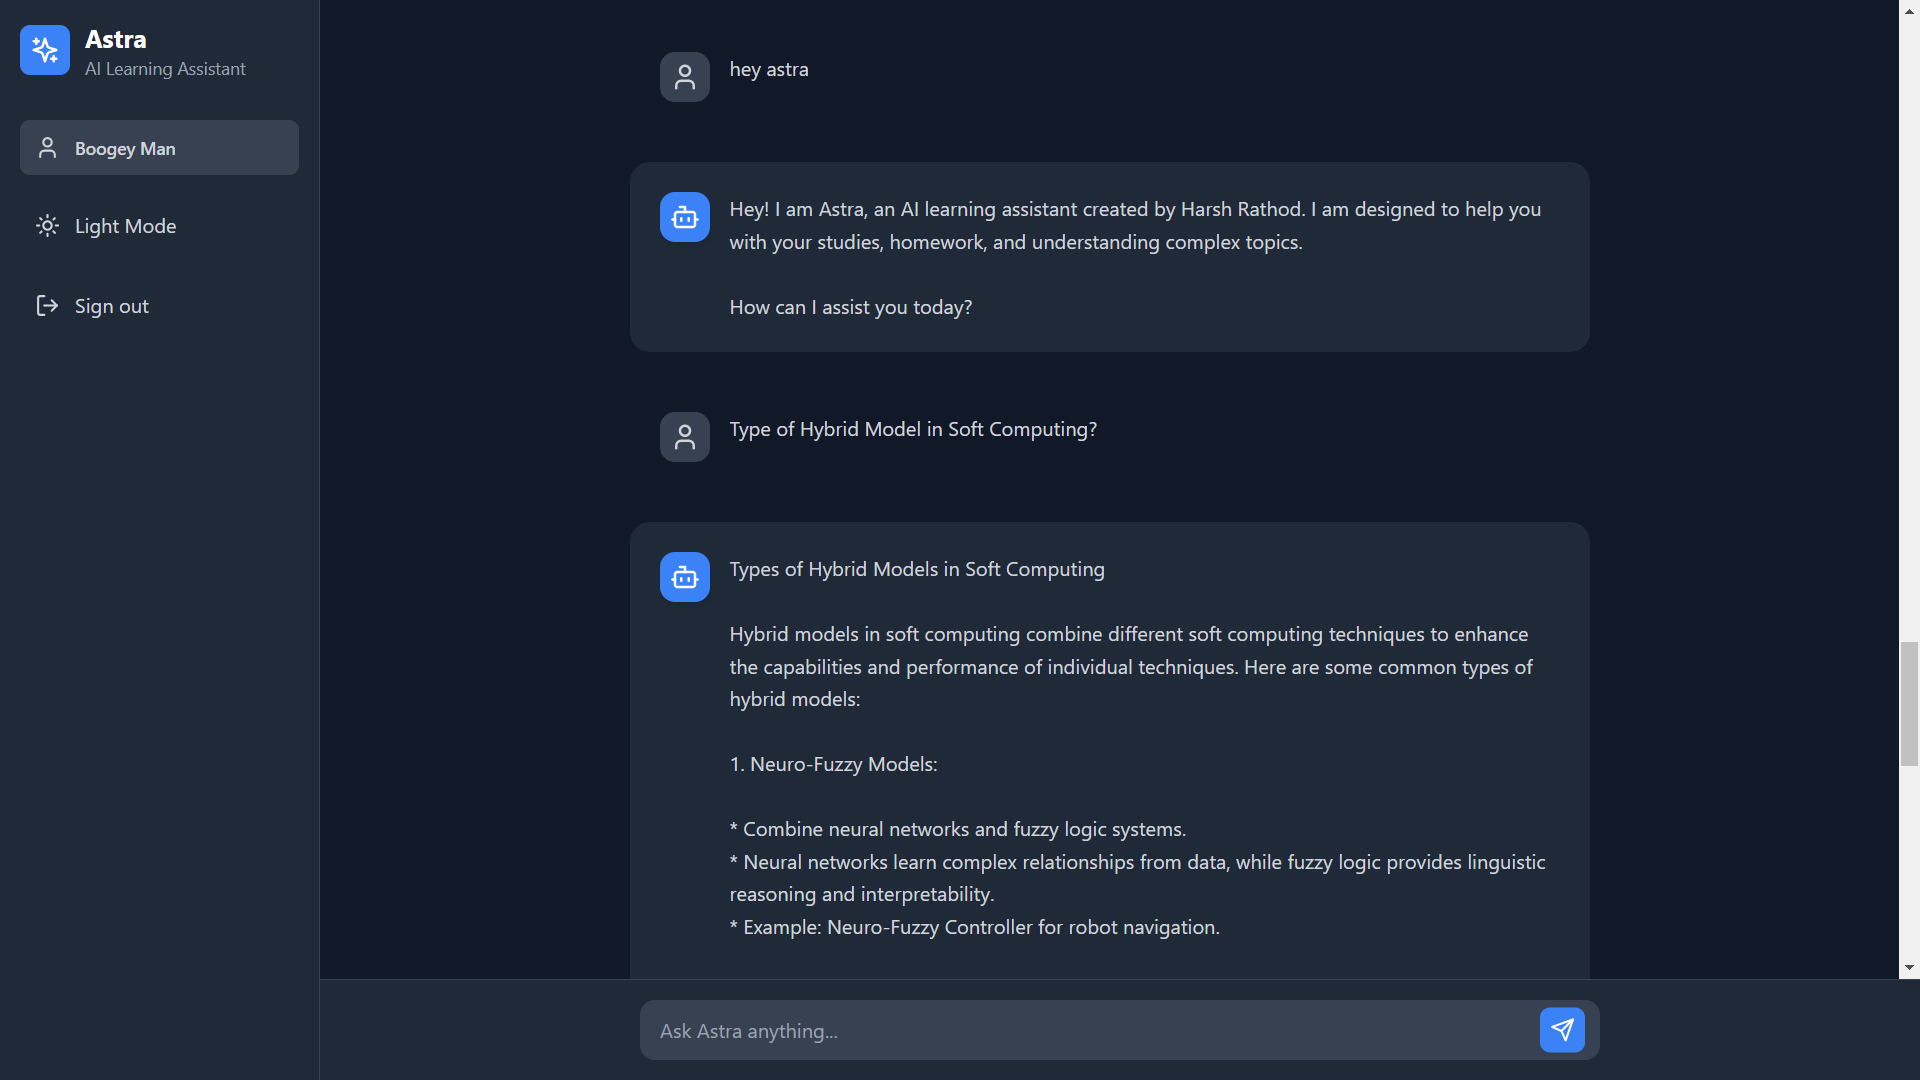 Astra
AI Learning Assistant
Boogey Man
Light Mode
Sign out
hey astra
Hey! I am Astra, an AI learning assistant created by Harsh Rathod. I am designed to help you
with your studies, homework, and understanding complex topics.
How can I assist you today?
Type of Hybrid Model in Soft Computing?
Types of Hybrid Models in Soft Computing
Hybrid models in soft computing combine different soft computing techniques to enhance
the capabilities and performance of individual techniques. Here are some common types of
hybrid models:
1. Neuro-Fuzzy Models:
* Combine neural networks and fuzzy logic systems.
* Neural networks learn complex relationships from data, while fuzzy logic provides linguistic
reasoning and interpretability.
* Example: Neuro-Fuzzy Controller for robot navigation.
Ask Astra anything...